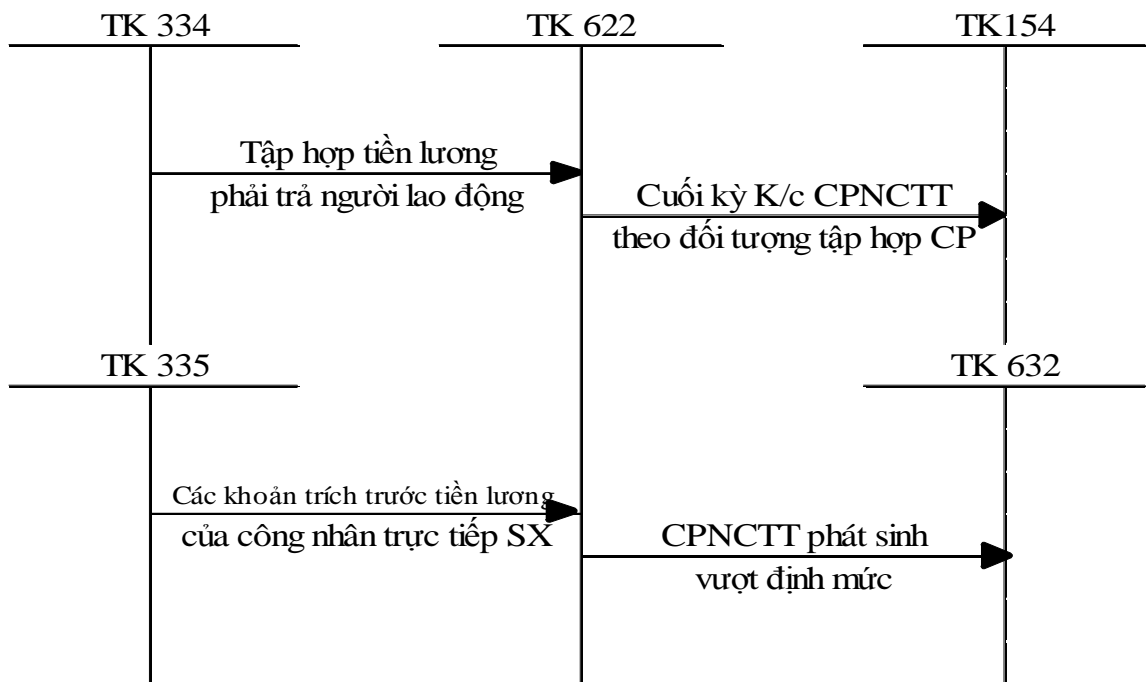 TK 334
TK 622
TK154
Tập hợp tiền lương
phải trả người lao động
Cuối kỳ K/c CPNCTT
theo đối tượng tập hợp CP
TK 335
TK 632
Các khoản trích trước tiền lương
của công nhân trực tiếp SX
CPNCTT phát sinh
vượt định mức